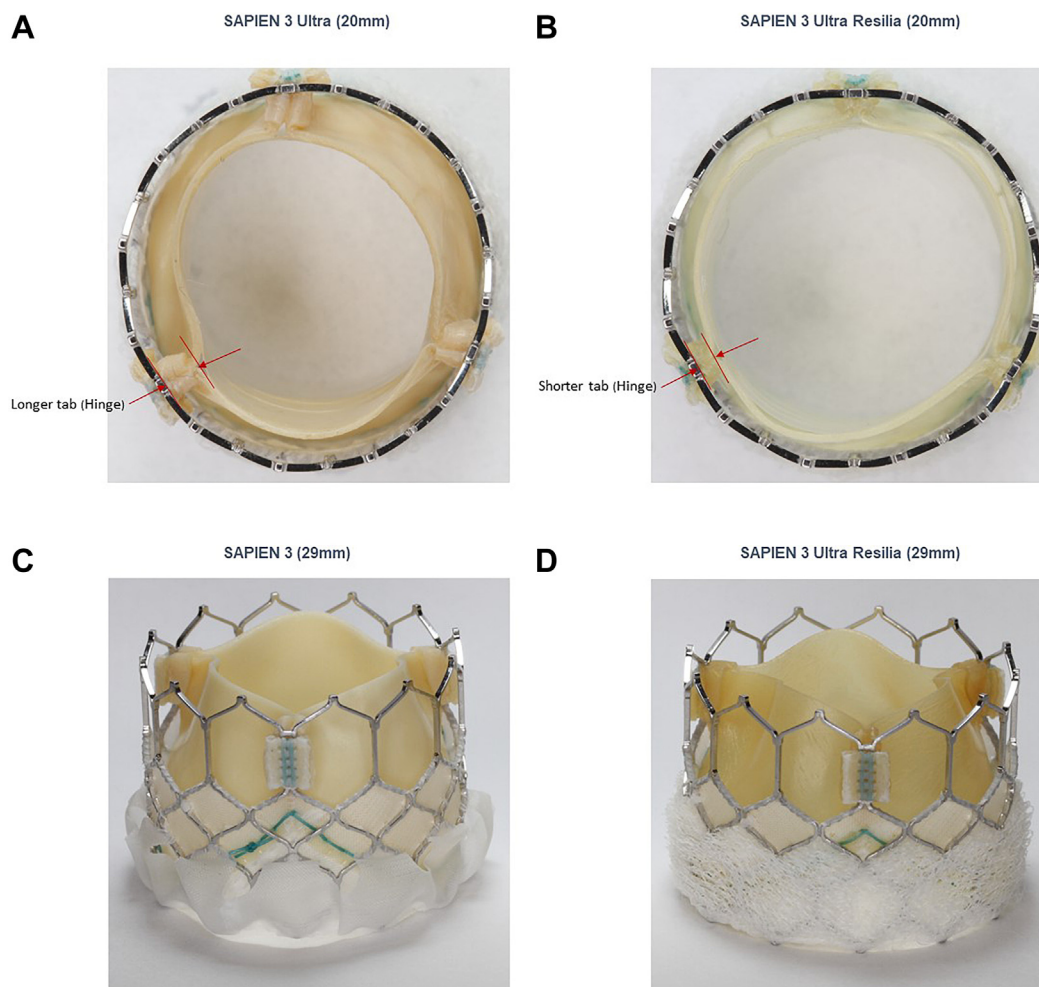 A
SAPIEN 3 Ultra (20mm)
B
SAPIEN 3 Ultra Resilia (20mm)
Longer tab (Hinge)
Shorter tab (Hinge)
C
SAPIEN 3 (29mm)
D
SAPIEN 3 Ultra Resilia (29mm)